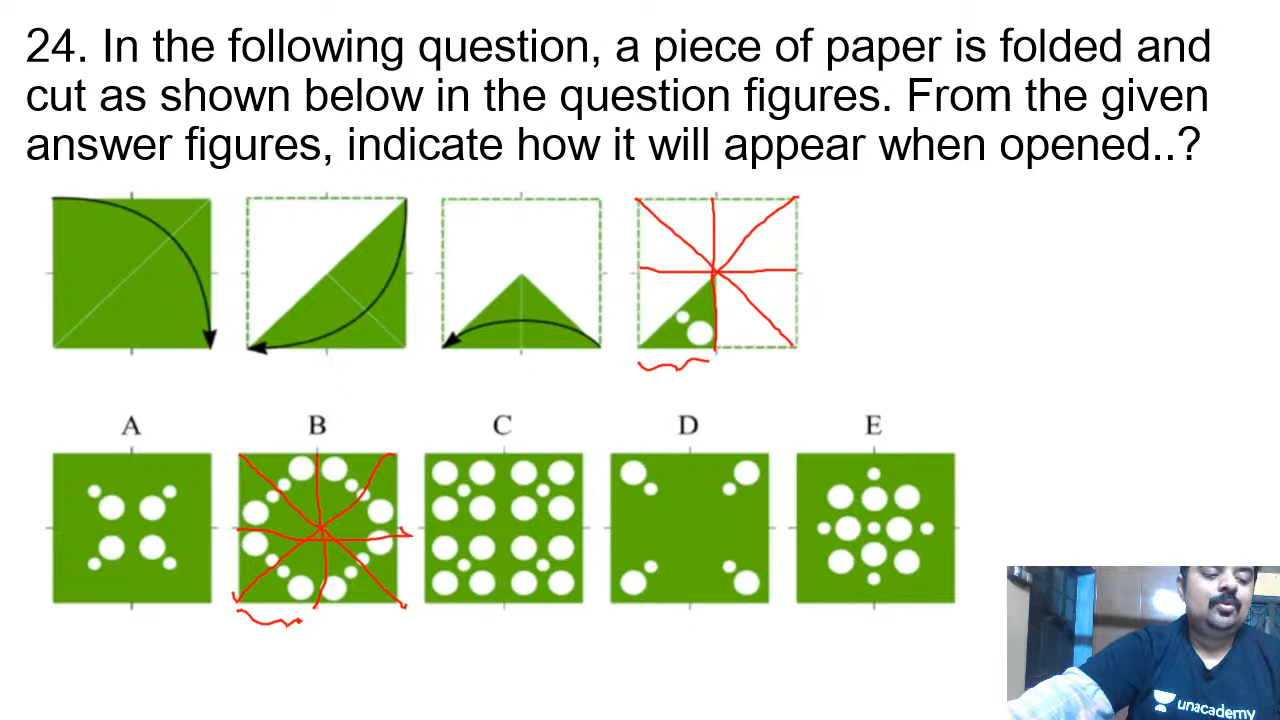 24. In the following question, a piece of paper is folded and
cut as shown below in the question figures. From the given
answer figures, indicate how it will appear when opened..?
A B C D E
unacademy